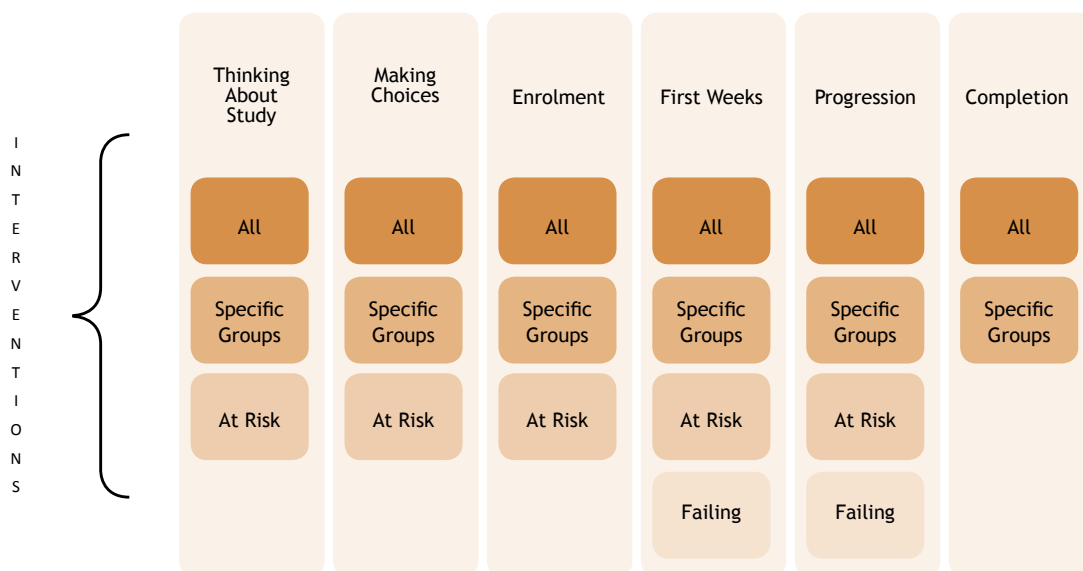 Thinking
About
Study
Making
Choices
Enrolment
First Weeks
Progression
Completion
INTERVENTIONS
All
All
All
All
All
All
Specific
Groups
Specific
Groups
Specific
Groups
Specific
Groups
Specific
Groups
Specific
Groups
At Risk
At Risk
At Risk
At Risk
At Risk
Failing
Failing